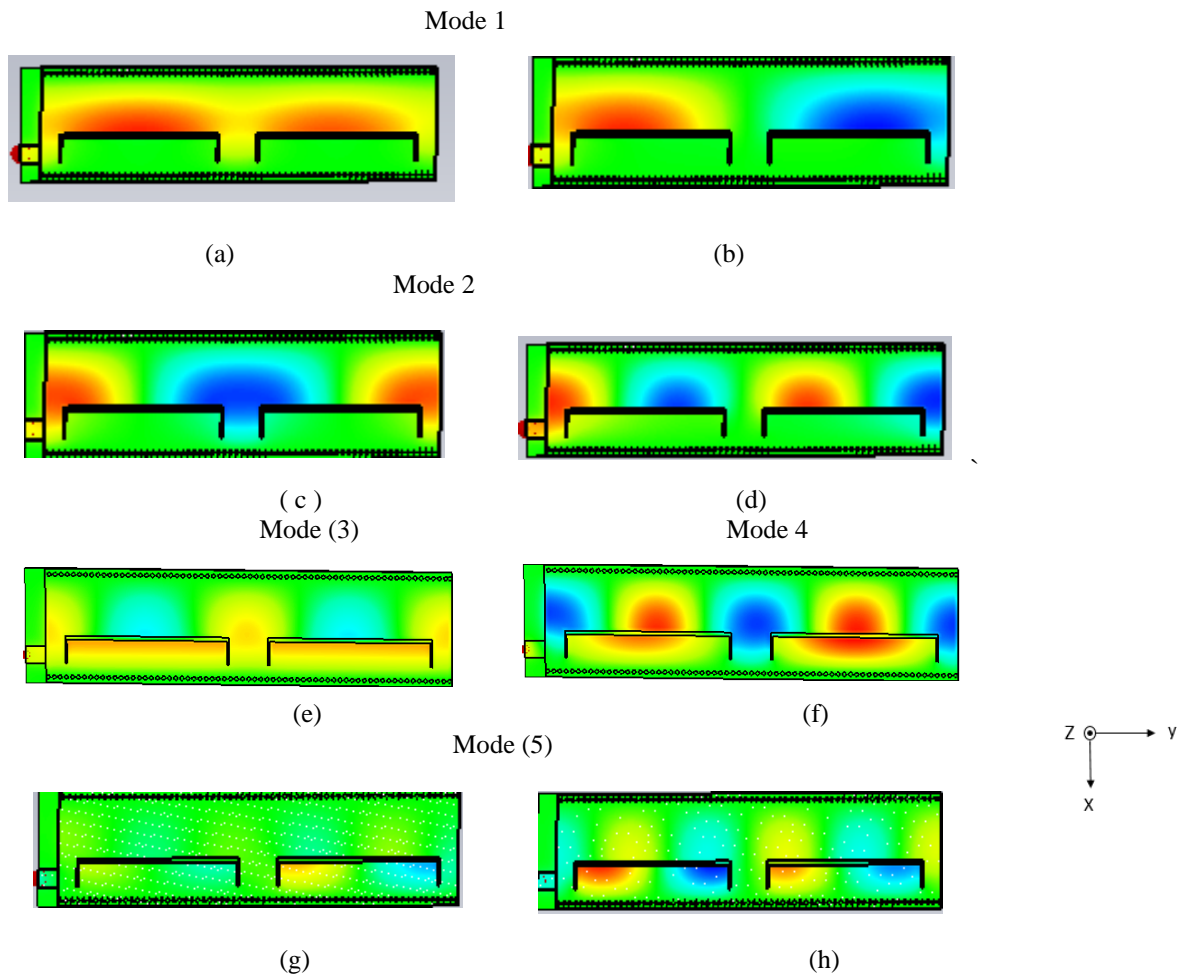 Mode 1
(a) (b)
Mode 2
( c ) (d)
`
Mode (3) Mode 4
(e) (f)
Mode (5)
Z y
X
(g) (h)